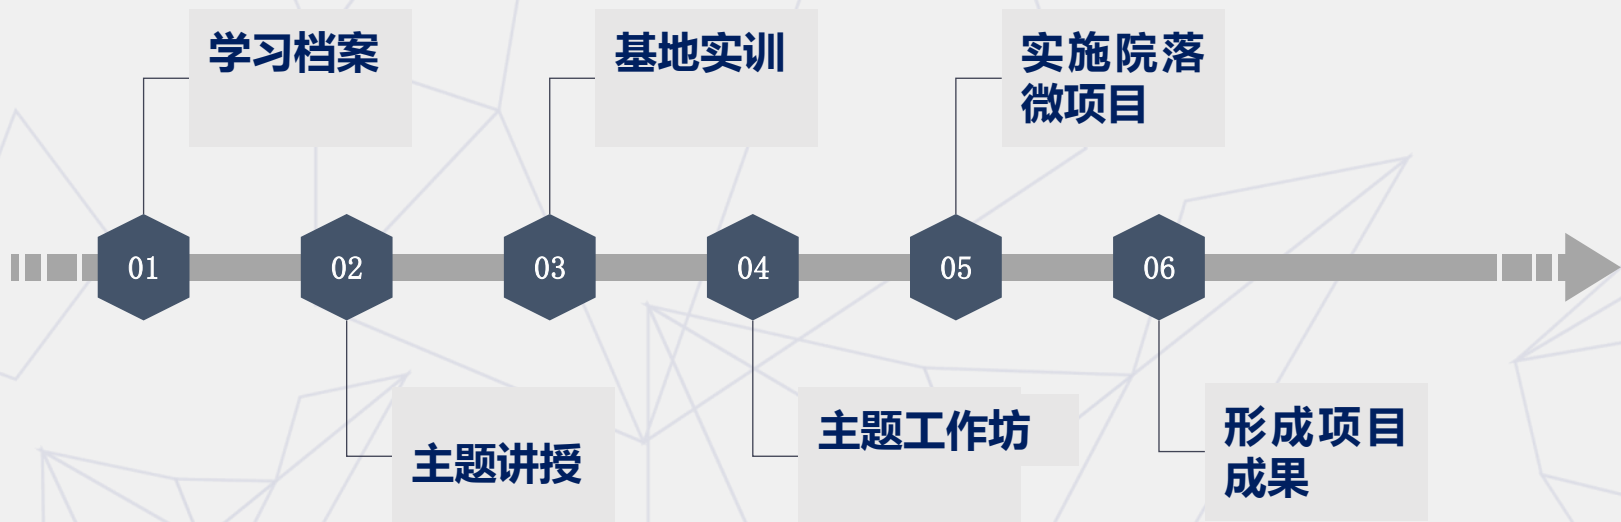 学习档案
基地实训
实施院落
微项目
01
02
03
04
05
06
主题讲授
主题工作坊
形成项目
成果